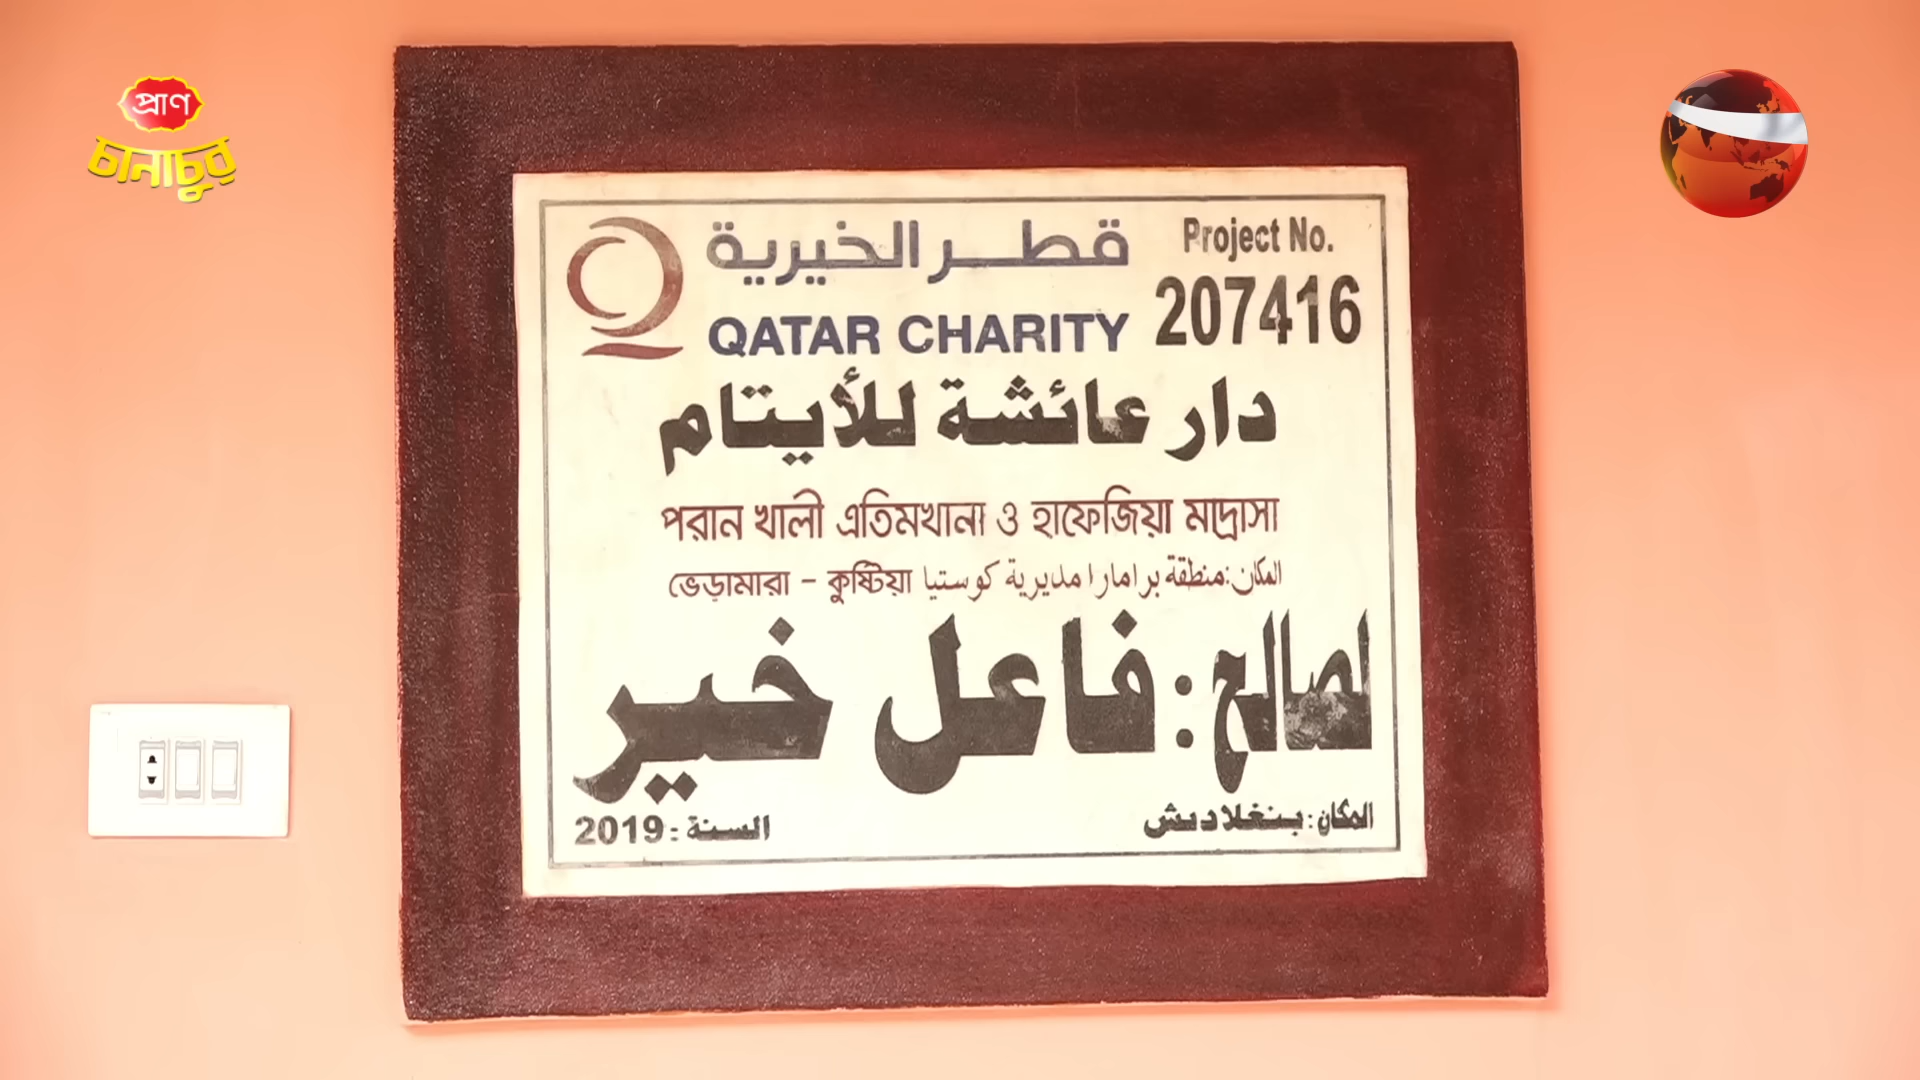 প্রাণ
চানাচুর
قطر الخيرية
QATAR CHARITY
Project No.
207416
دار عائشة للأيتام
পরান খালী এতিমখানা ও হাফেজিয়া মাদ্রাসা
ভেড়ামারা - কুষ্টিয়া المكان: منطقة برامارا مديرية كوستيا
لصالح: فاعل خير
المكان: بنغلاديش
السنة: 2019